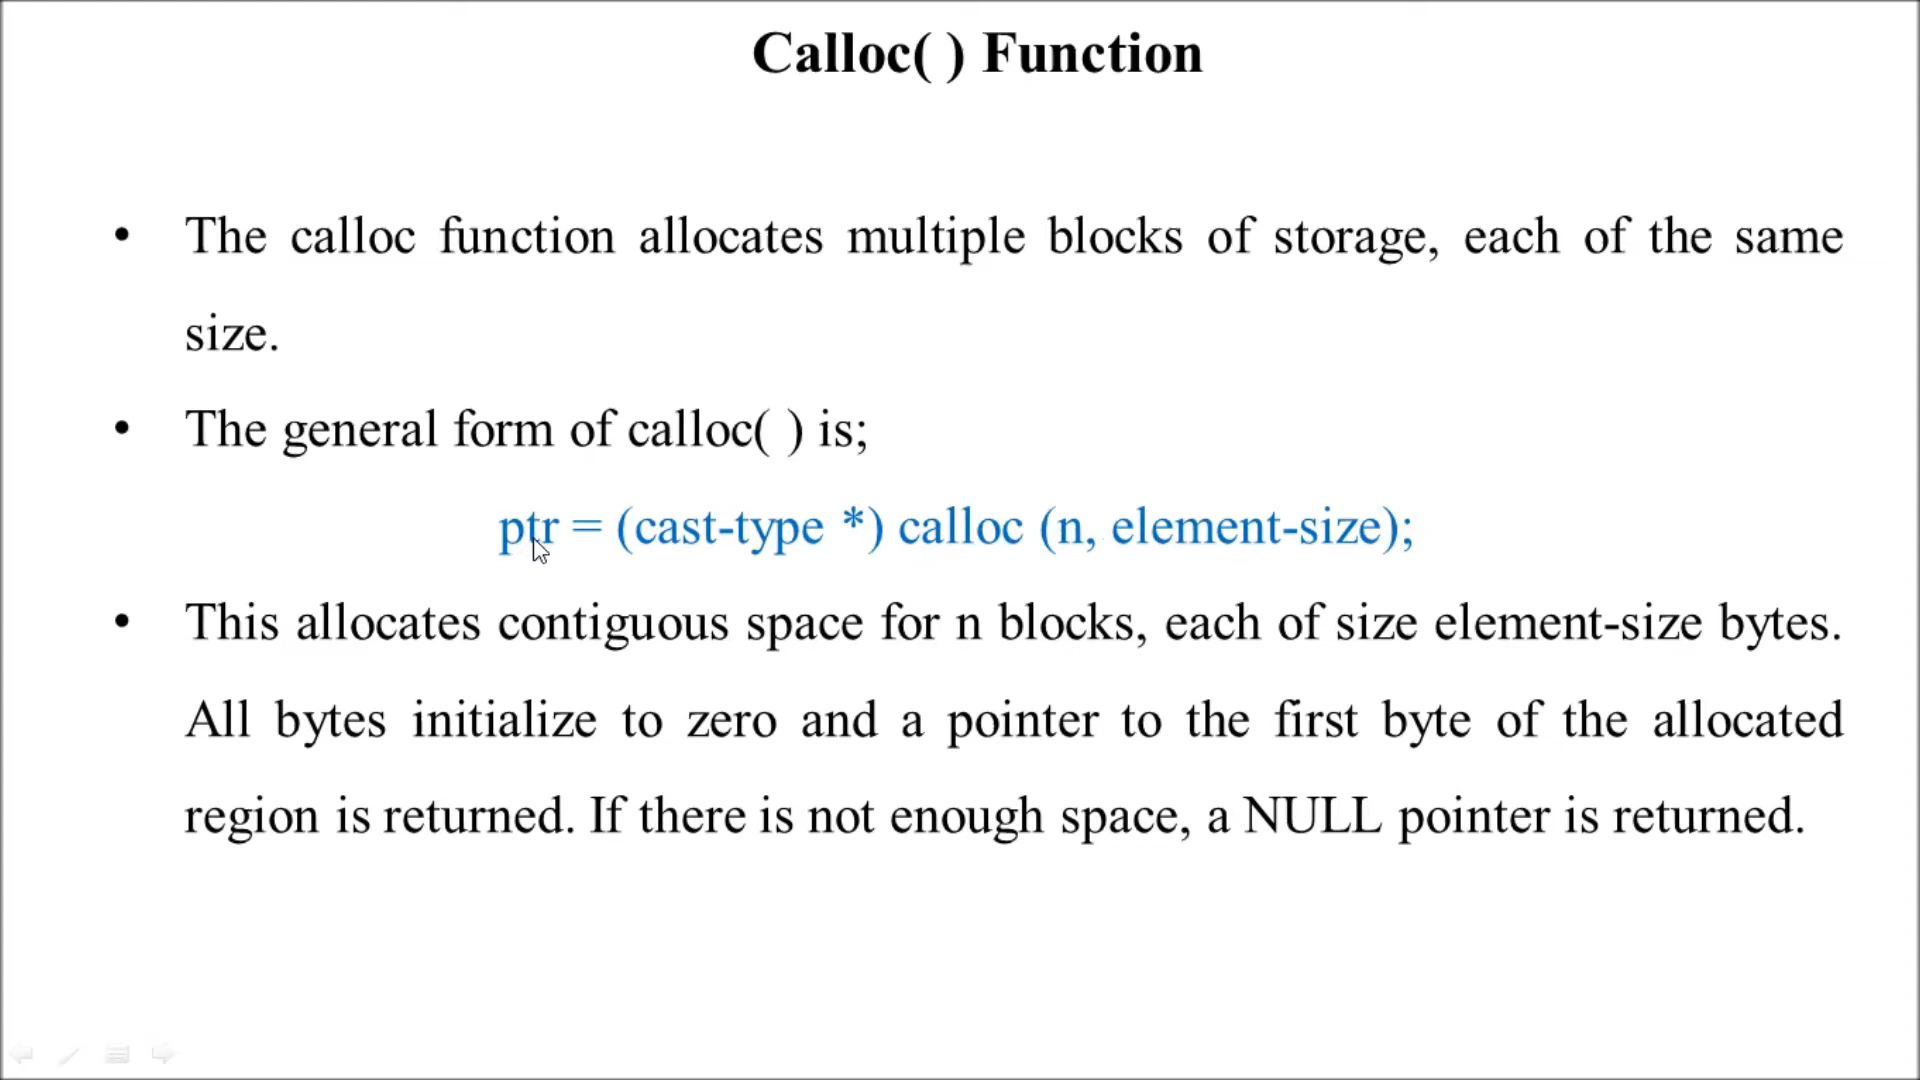 Calloc( ) Function
• The calloc function allocates multiple blocks of storage, each of the same
size.
• The general form of calloc( ) is;
ptr = (cast-type *) calloc (n, element-size);
• This allocates contiguous space for n blocks, each of size element-size bytes.
All bytes initialize to zero and a pointer to the first byte of the allocated
region is returned. If there is not enough space, a NULL pointer is returned.